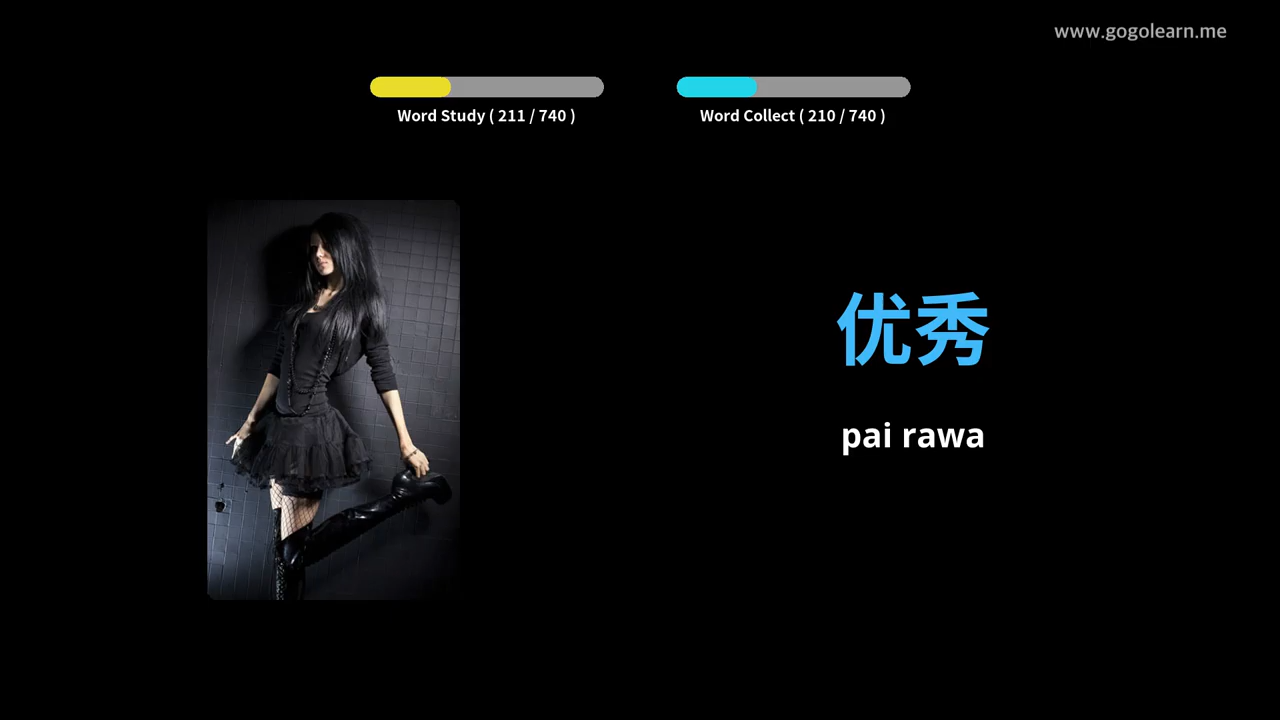 www.gogolearn.me
Word Study ( 211 / 740 )
Word Collect ( 210 / 740 )
优秀
pai rawa